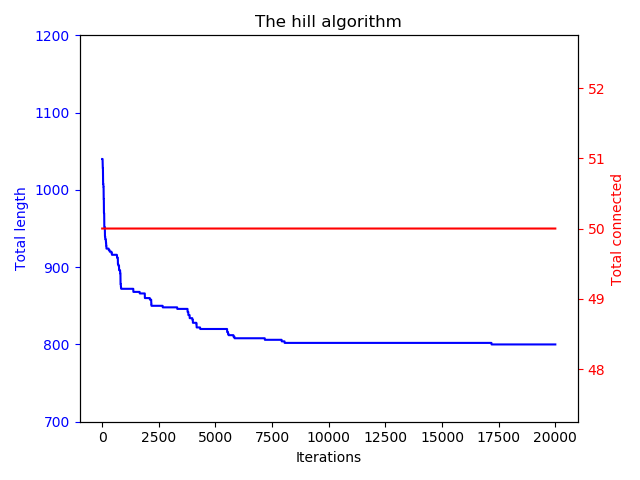 The hill algorithm
1200
1100
1000
900
800
700
Total length
52
51
50
49
48
Total connected
0 2500 5000 7500 10000 12500 15000 17500 20000
Iterations